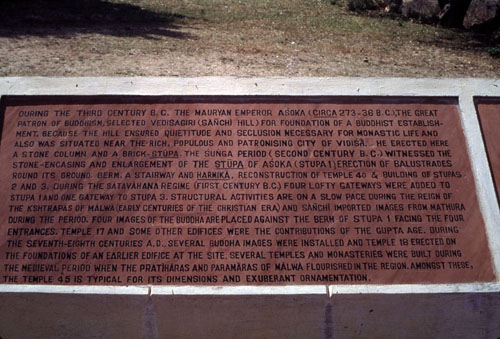 DURING THE THIRD CENTURY B.C. THE MAURYAN EMPEROR ASOKA (CIRCA 273-36 B.C.), THE GREAT
PATRON OF BUDDHISM, SELECTED VEDISAGIRI (SAÑCHI HILL) FOR FOUNDATION OF A BUDDHIST ESTABLISH-
MENT, BECAUSE THE HILL ENSURED QUIETITUDE AND SECLUSION NECESSARY FOR MONASTIC LIFE AND
ALSO WAS SITUATED NEAR THE RICH, POPULOUS AND PATRONISING CITY OF VIDIŚĀ. HE ERECTED HERE
A STONE COLUMN AND A BRICK-STUPA. THE SUNGA PERIOD (SECOND CENTURY B.C.) WITNESSED THE
STONE-ENCASING AND ENLARGEMENT OF THE STUPA OF ASOKA (STUPA 1) ERECTION OF BALUSTRADES
ROUND ITS GROUND, BERM, A STAIRWAY AND HARMIKA, RECONSTRUCTION OF TEMPLE 40 & BUILDING OF STUPAS
2 AND 3. DURING THE SATAVAHANA REGIME (FIRST CENTURY B.C.) FOUR LOFTY GATEWAYS WERE ADDED TO
STUPA 1 AND ONE GATEWAY TO STUPA 3. STRUCTURAL ACTIVITIES ARE ON A SLOW PACE DURING THE REIGN OF
THE KSHTRAPAS OF MALWA (EARLY CENTURIES OF THE CHRISTIAN ERA) AND SAÑCHI IMPORTED IMAGES FROM MATHURA
DURING THE PERIOD. FOUR IMAGES OF THE BUDDHA ARE PLACED AGAINST THE BERM OF STUPA 1 FACING THE FOUR
ENTRANCES. TEMPLE 17 AND SOME OTHER EDIFICES WERE THE CONTRIBUTIONS OF THE GUPTA AGE. DURING
THE SEVENTH-EIGHTH CENTURIES A.D., SEVERAL BUDDHA IMAGES WERE INSTALLED AND TEMPLE 18 ERECTED ON
THE FOUNDATIONS OF AN EARLIER EDIFICE AT THE SITE. SEVERAL TEMPLES AND MONASTERIES WERE BUILT DURING
THE MEDIEVAL PERIOD WHEN THE PRATIHARAS AND PARAMARAS OF MALWA FLOURISHED IN THE REGION. AMONGST THESE,
THE TEMPLE 45 IS TYPICAL FOR ITS DIMENSIONS AND EXUBERANT ORNAMENTATION.